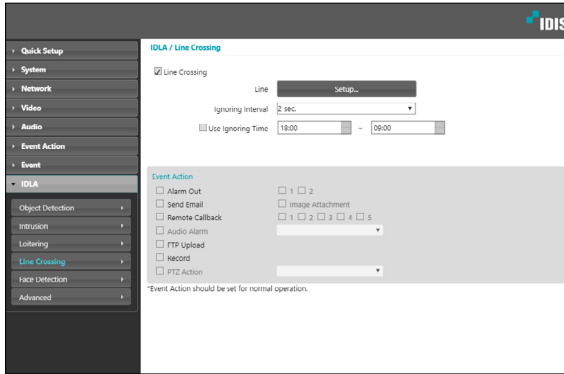 IDIS
Quick Setup
System
Network
Video
Audio
Event Action
Event
IDLA
Object Detection
Intrusion
Loitering
Line Crossing
Face Detection
Advanced
IDLA / Line Crossing
Line Crossing
Line Setup...
Ignoring Interval 2 sec.
Use Ignoring Time 18:00 ... ~ 09:00 ...
Event Action
Alarm Out 1 2
Send Email Image Attachment
Remote Callback 1 2 3 4 5
Audio Alarm
FTP Upload
Record
PTZ Action
*Event Action should be set for normal operation.